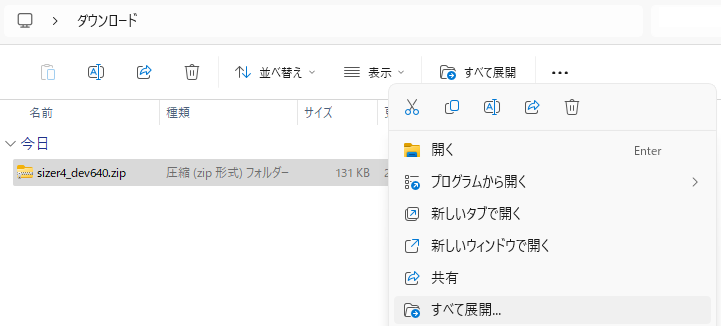 ダウンロード
並べ替え 表示 すべて展開 ...
名前 種類 サイズ
今日
sizer4_dev640.zip 圧縮 (zip 形式) フォルダー 131 KB
開く Enter
プログラムから開く
新しいタブで開く
新しいウィンドウで開く
共有
すべて展開...